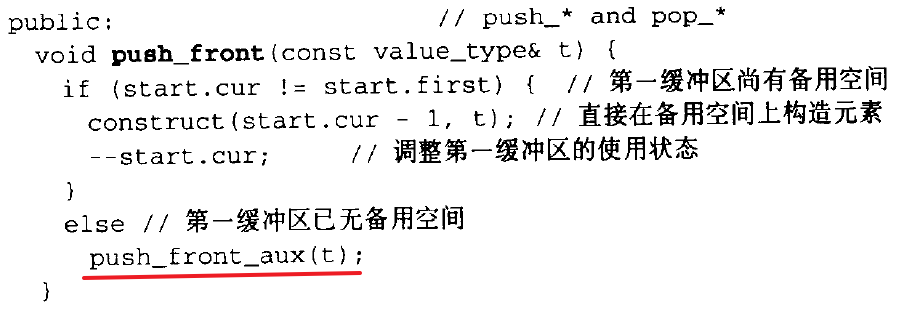 public:                          // push_* and pop_*
  void push_front(const value_type& t) {
    if (start.cur != start.first) {  // 第一缓冲区尚有备用空间
      construct(start.cur - 1, t); // 直接在备用空间上构造元素
      --start.cur;      // 调整第一缓冲区的使用状态
    }
    else // 第一缓冲区已无备用空间
      push_front_aux(t);
  }